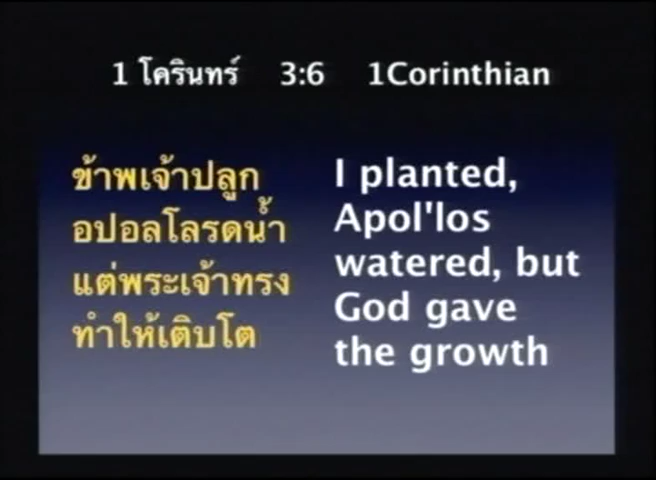 1 โครินทร์ 3:6 1Corinthian
ข้าพเจ้าปลูก
อปอลโลรดน้ำ
แต่พระเจ้าทรง
ทำให้เติบโต
I planted,
Apol'los
watered, but
God gave
the growth